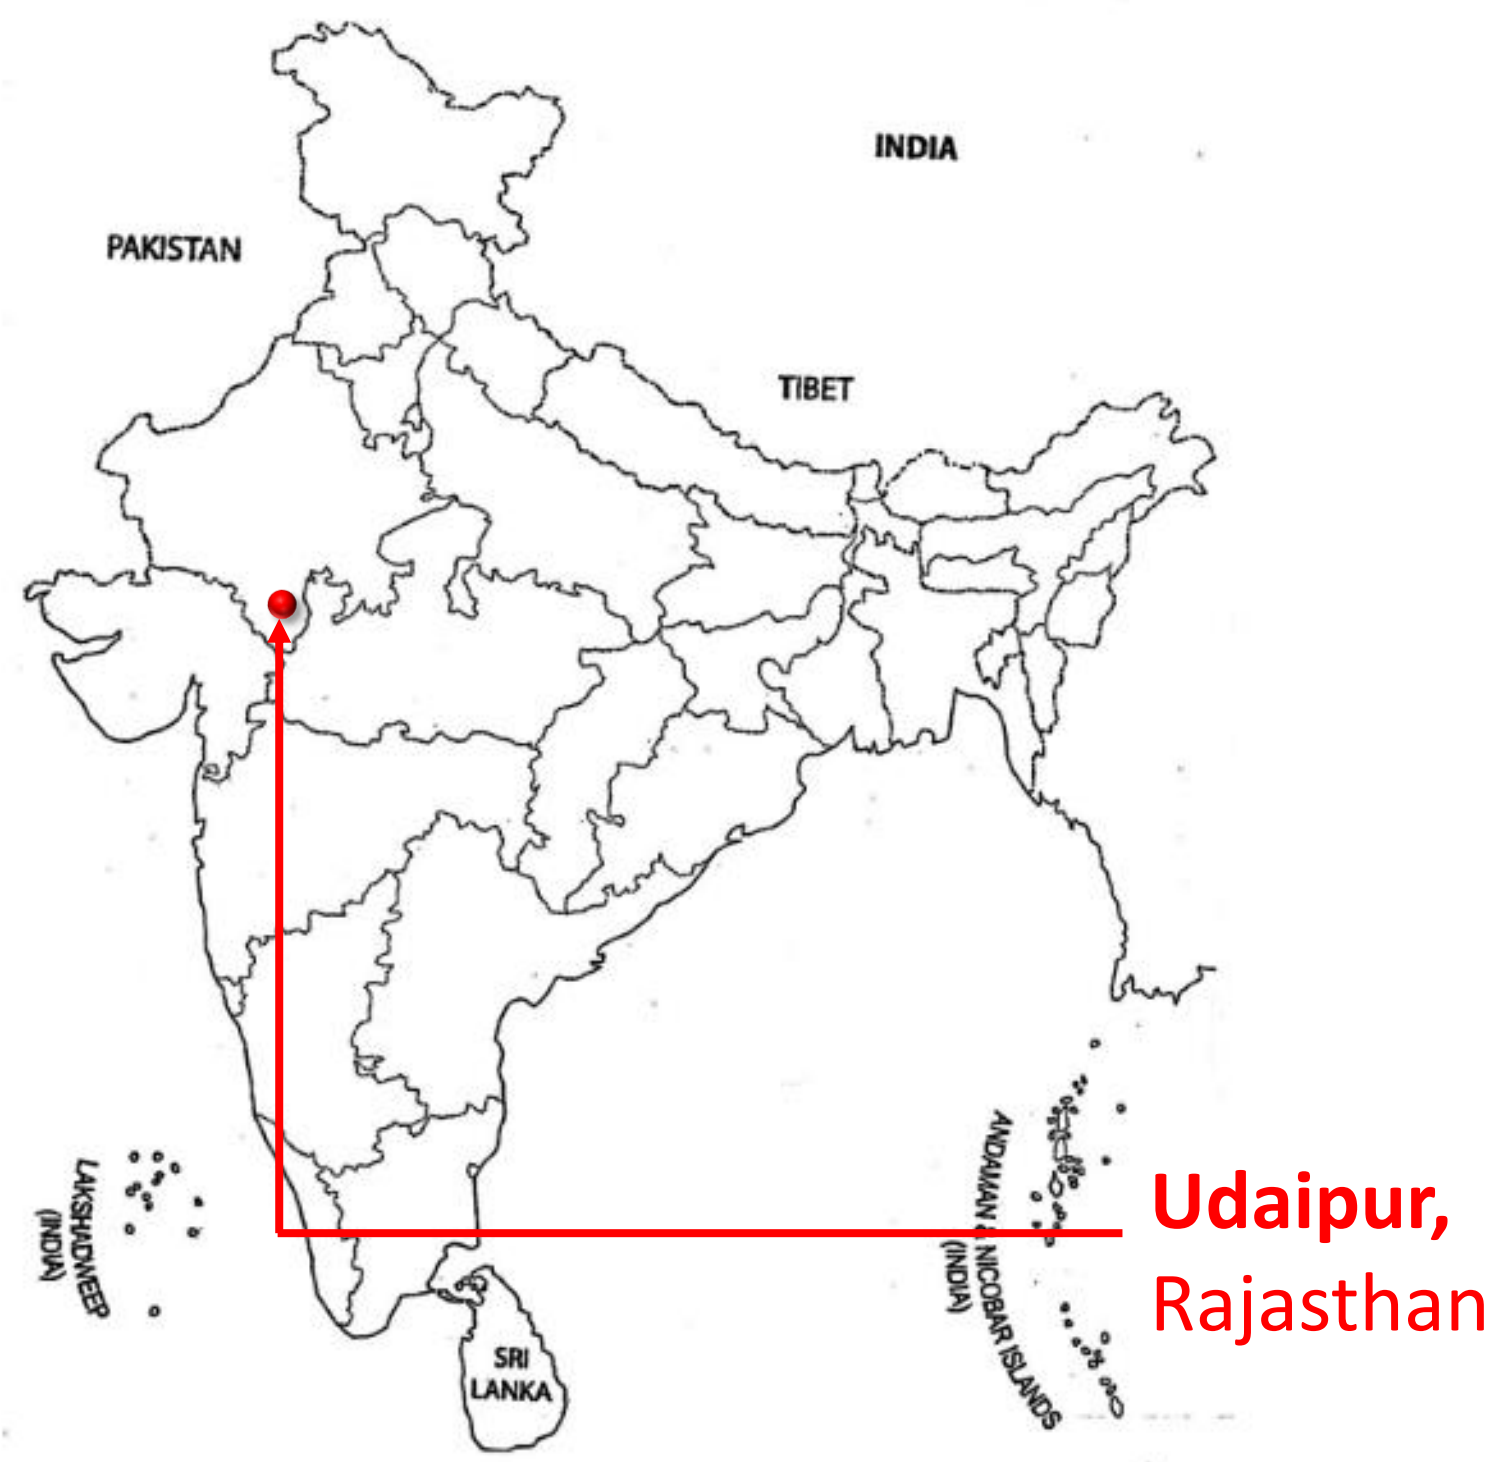 INDIA
PAKISTAN
TIBET
LAKSHADWEEP
(INDIA)
ANDAMAN & NICOBAR ISLANDS
(INDIA)
Udaipur,
Rajasthan
SRI
LANKA